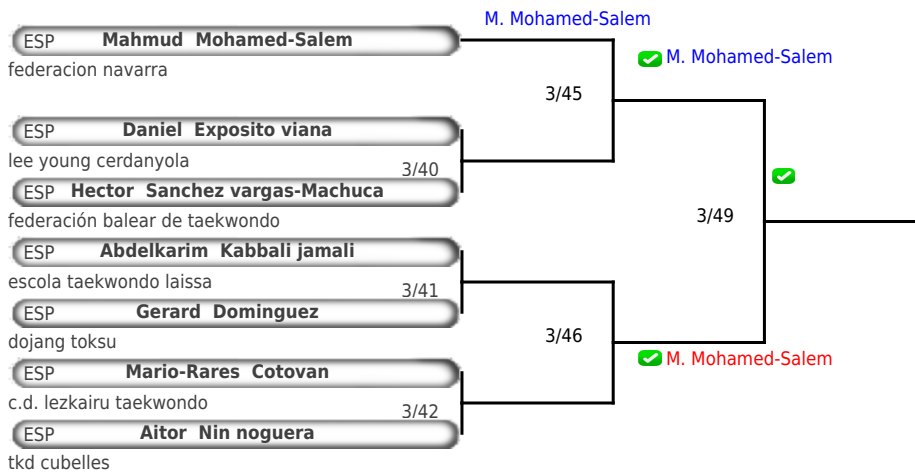 M. Mohamed-Salem
ESP Mahmud Mohamed-Salem
federacion navarra
M. Mohamed-Salem
3/45
ESP Daniel Exposito viana
lee young cerdanyola
3/40
ESP Hector Sanchez vargas-Machuca
federación balear de taekwondo
3/49
ESP Abdelkarim Kabbali jamali
escola taekwondo laissa
3/41
ESP Gerard Dominguez
dojang toksu
3/46
M. Mohamed-Salem
ESP Mario-Rares Cotovan
c.d. lezkairu taekwondo
3/42
ESP Aitor Nin noguera
tkd cubelles